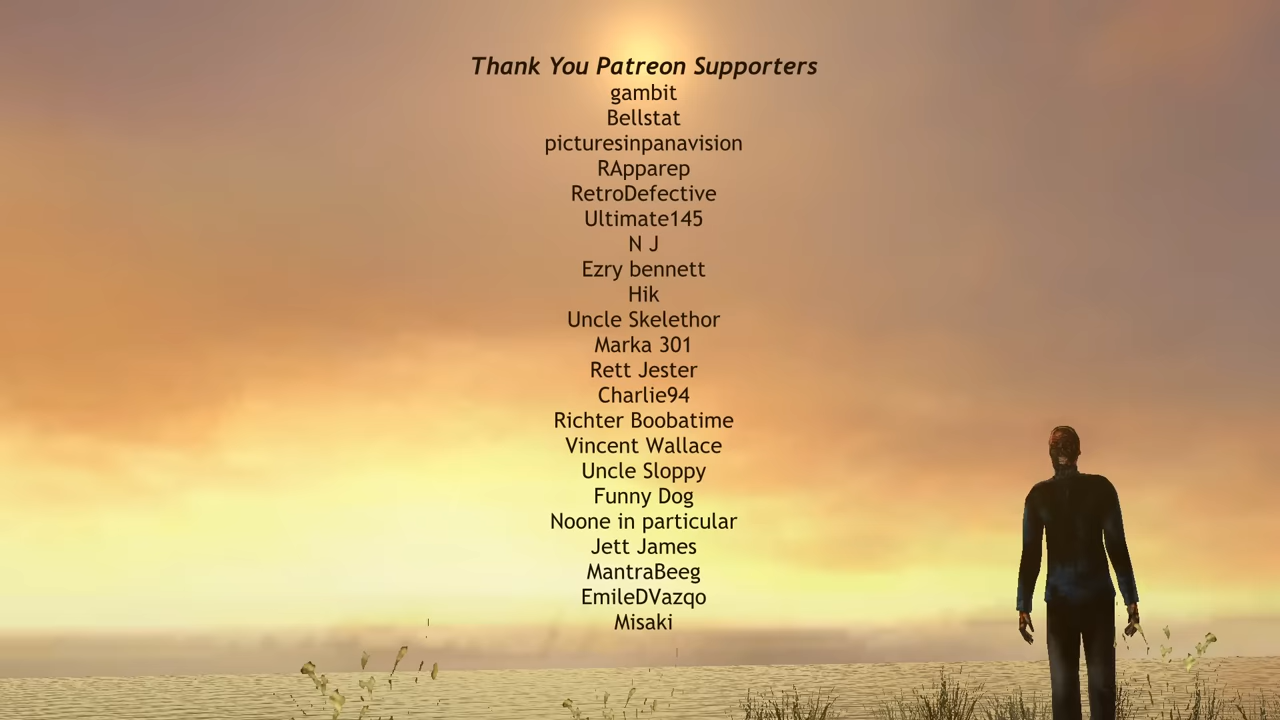 Thank You Patreon Supporters
gambit
Bellstat
picturesinpanavision
RApparep
RetroDefective
Ultimate145
N J
Ezry bennett
Hik
Uncle Skelethor
Marka 301
Rett Jester
Charlie94
Richter Boobatime
Vincent Wallace
Uncle Sloppy
Funny Dog
Noone in particular
Jett James
MantraBeeg
EmileDVazqo
Misaki